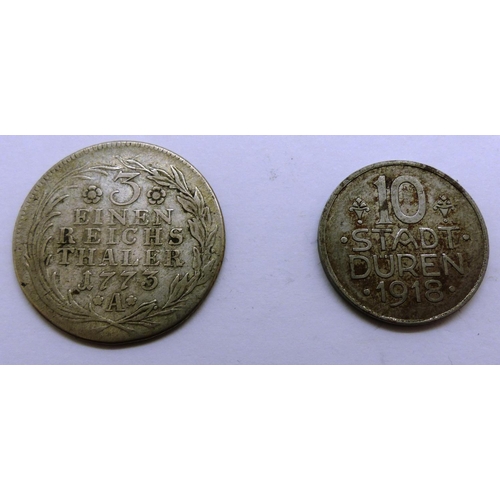 3
EINEN
REICHS
THALER
1773
*A*
10
·STADT·
DÜREN
·1918·